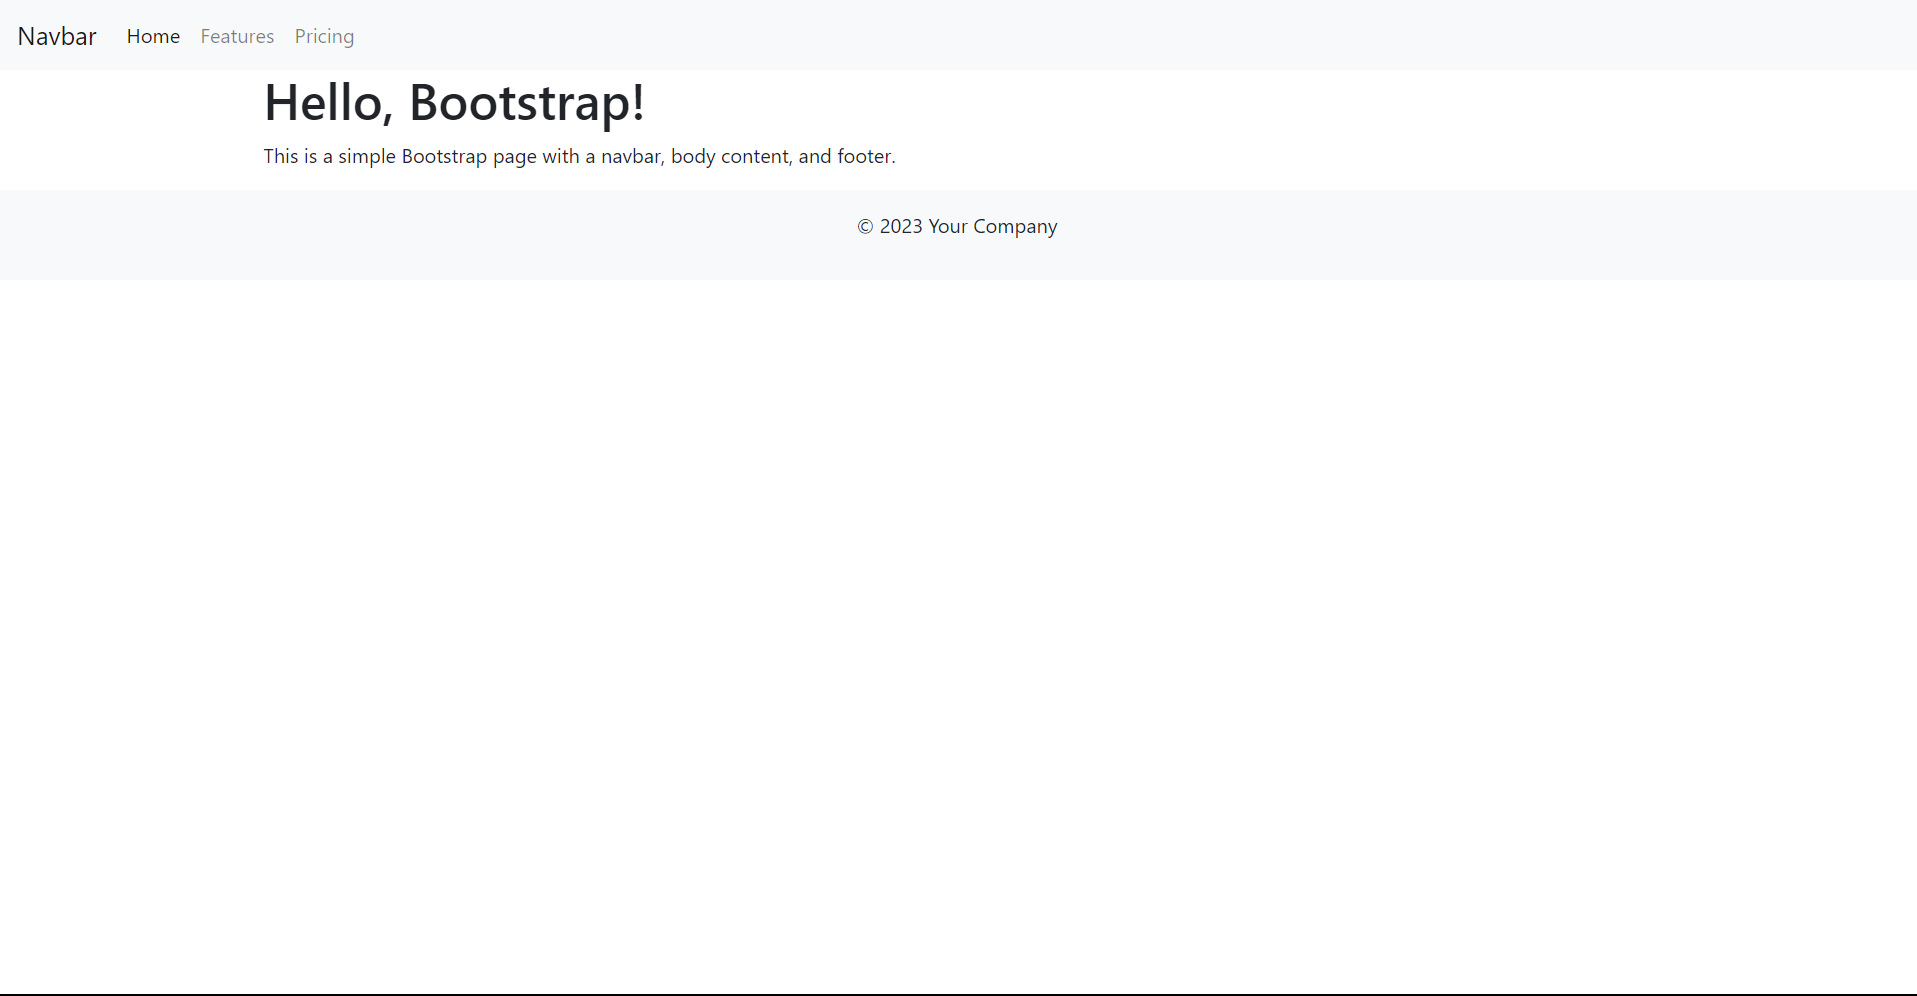 Navbar Home Features Pricing
Hello, Bootstrap!
This is a simple Bootstrap page with a navbar, body content, and footer.
© 2023 Your Company